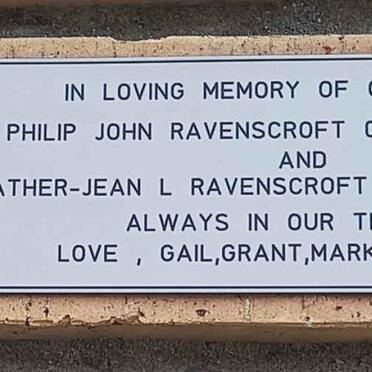 IN LOVING MEMORY OF
PHILIP JOHN RAVENSCROFT
AND
ATHER-JEAN L RAVENSCROFT
ALWAYS IN OUR T
LOVE , GAIL,GRANT,MARK